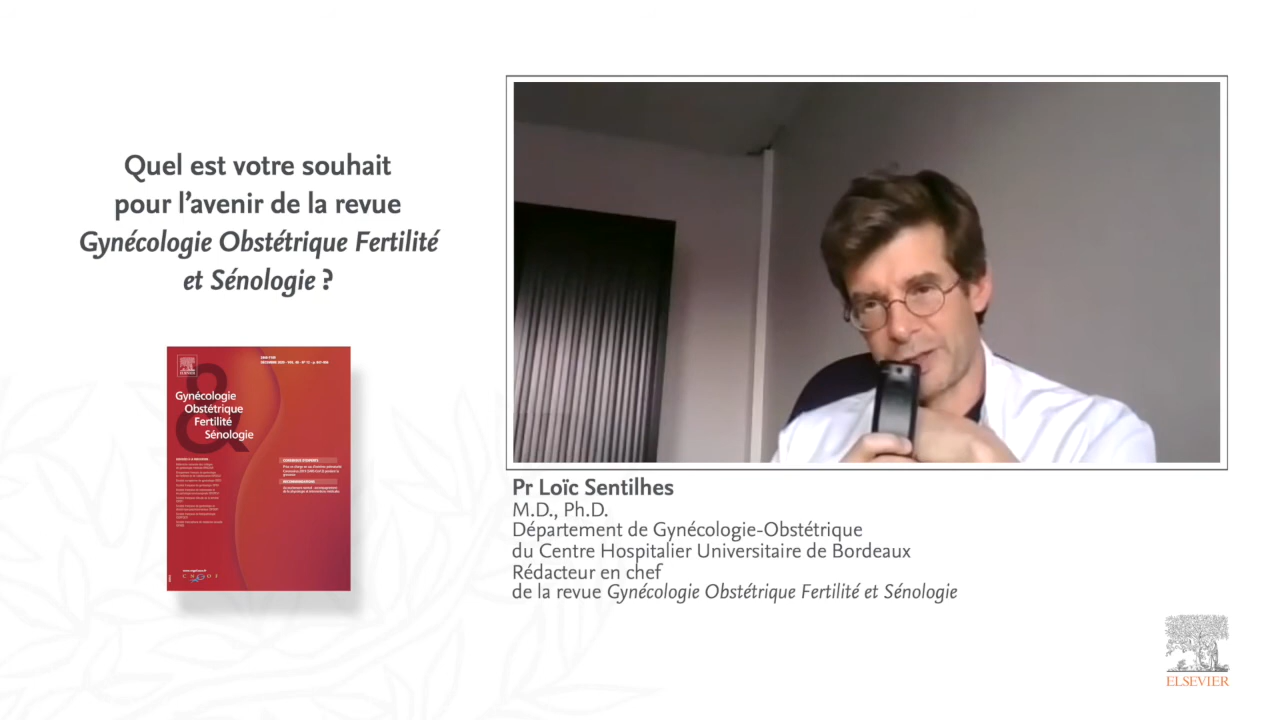 Quel est votre souhait
pour l’avenir de la revue
Gynécologie Obstétrique Fertilité
et Sénologie ?
ELSEVIER
Gynécologie
Obstétrique
Fertilité
Sénologie
&
CNGOF
Pr Loïc Sentilhes
M.D., Ph.D.
Département de Gynécologie-Obstétrique
du Centre Hospitalier Universitaire de Bordeaux
Rédacteur en chef
de la revue Gynécologie Obstétrique Fertilité et Sénologie
ELSEVIER